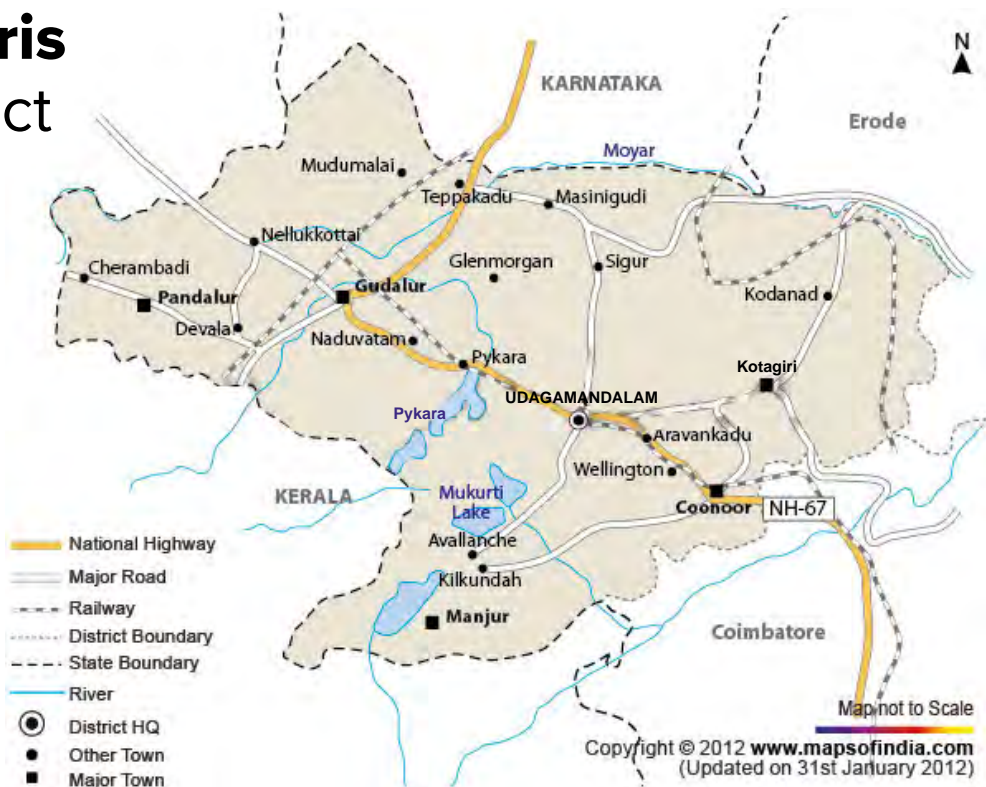 ris
ct
N
KARNATAKA
Erode
Moyar
Mudumalai
Teppakadu
Masinigudi
Nellukkottai
Glenmorgan
Sigur
Cherambadi
Gudalur
Kodanad
Pandalur
Devala
Naduvatam
Pykara
Kotagiri
UDAGAMANDALAM
Pykara
Aravankadu
Wellington
KERALA
Mukurti
Lake
Coonoor
NH-67
Avallanche
Kilkundah
Manjur
Coimbatore
National Highway
Major Road
Railway
District Boundary
State Boundary
River
District HQ
Other Town
Major Town
Map not to Scale
Copyright © 2012 www.mapsofindia.com
(Updated on 31st January 2012)